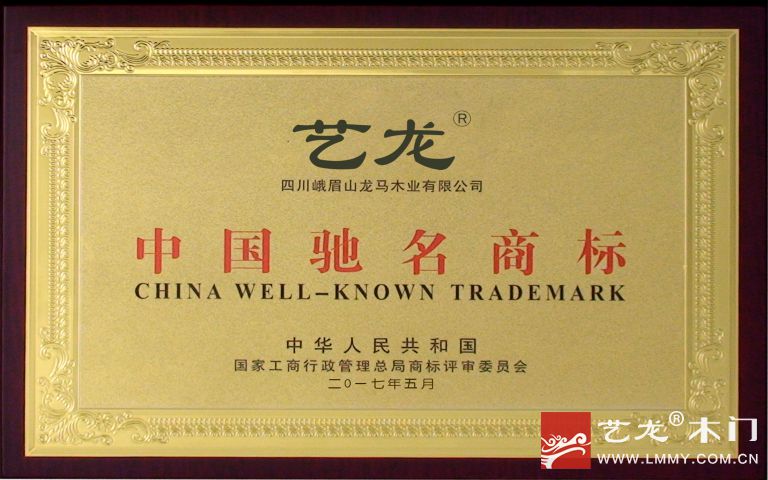 艺龙®
四川峨眉山龙马木业有限公司
中国驰名商标
CHINA WELL-KNOWN TRADEMARK
中华人民共和国
国家工商行政管理总局商标评审委员会
二〇一七年五月
艺龙®木门
WWW.LMMY.COM.CN